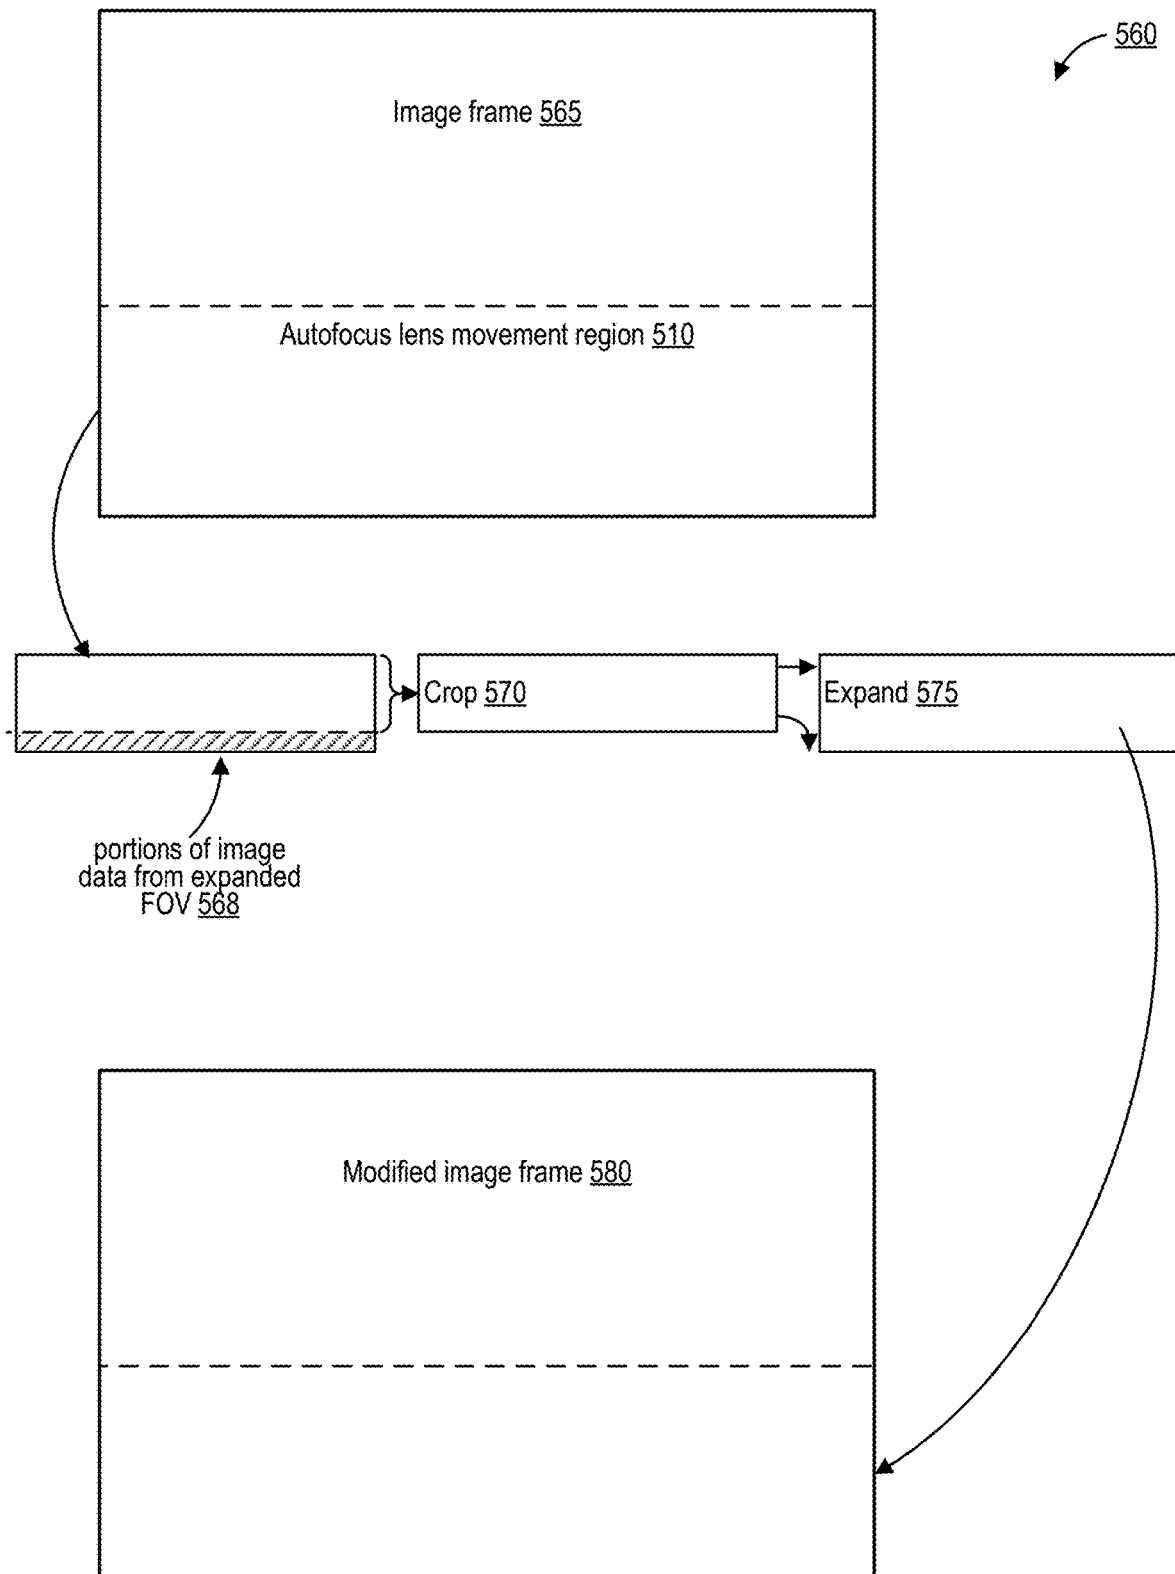 560
Image frame 565
Autofocus lens movement region 510
Crop 570
Expand 575
portions of image
data from expanded
FOV 568
Modified image frame 580